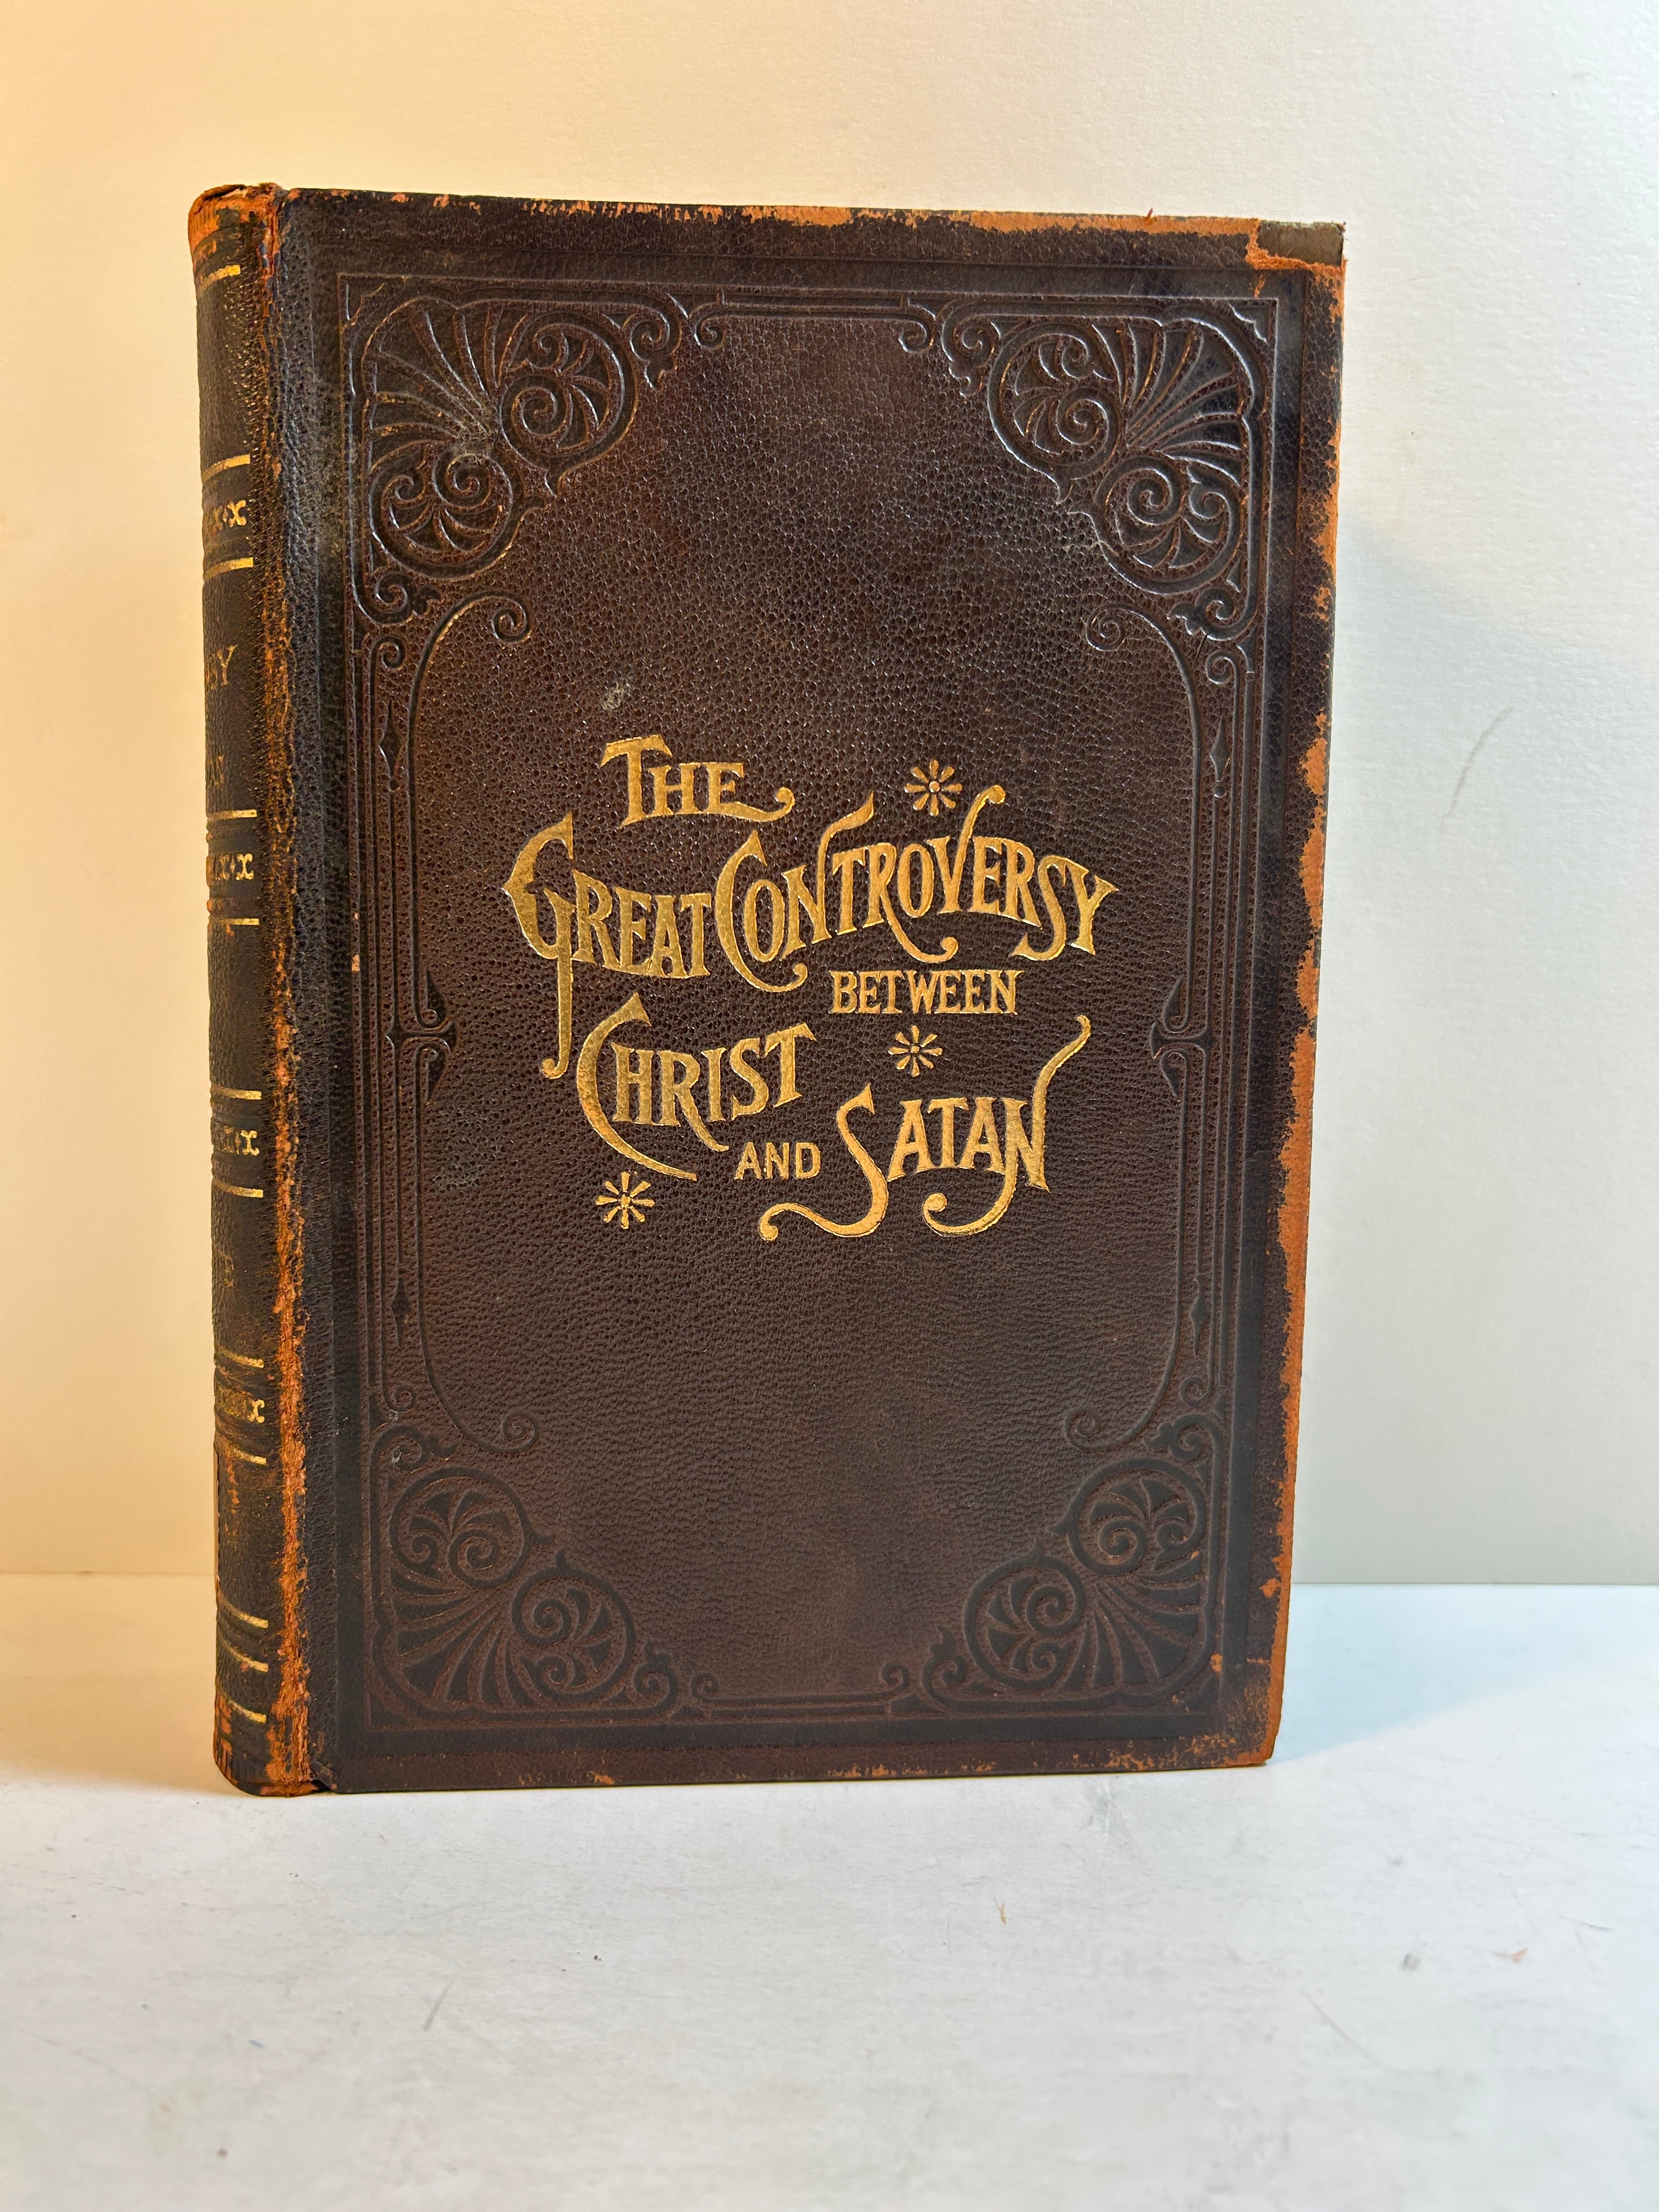 THE
GREAT CONTROVERSY
BETWEEN
CHRIST
AND SATAN